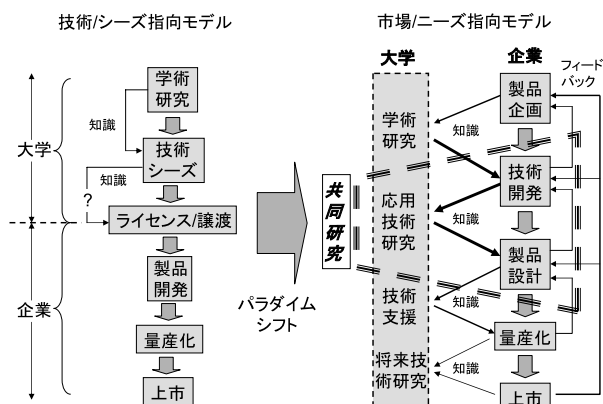 技術/シーズ指向モデル
学術
研究
知識
技術
シーズ
知識
?
ライセンス/譲渡
製品
開発
量産化
上市
大学
企業
パラダイム
シフト
市場/ニーズ指向モデル
大学
企業
フィード
バック
共同研究
学術
研究
応用
技術
研究
技術
支援
将来技
術研究
知識
知識
知識
知識
製品
企画
技術
開発
製品
設計
量産化
上市